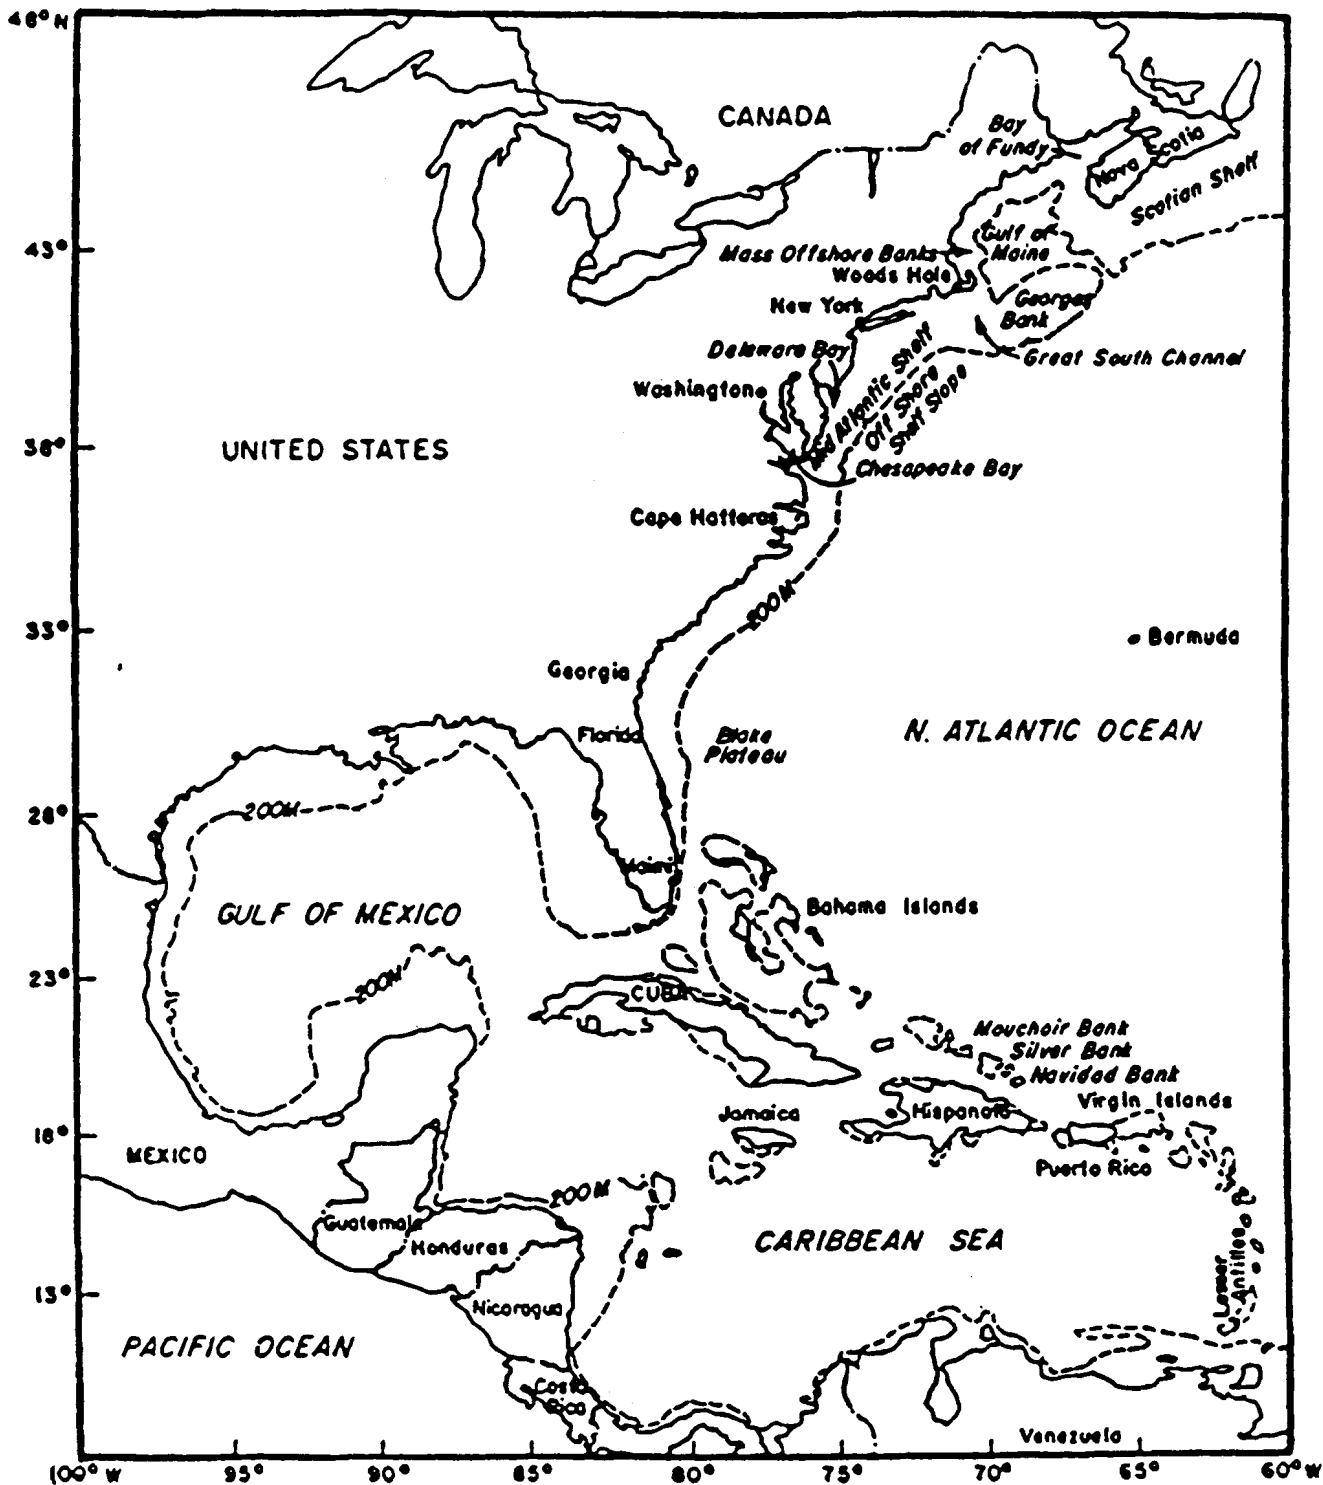 48° N
CANADA
Bay
of Fundy
Nova Scotia
Scotian Shelf
43°
Gulf of
Maine
Mass Offshore Banks
Woods Hole
Georges
Bank
New York
Great South Channel
Delaware Bay
Washington
Mid Atlantic Shelf
Off Shore
Shelf Slope
UNITED STATES
38°
Chesapeake Bay
Cape Hatteras
200M
33°
Bermuda
Georgia
Florida
Blake
Plateau
N. ATLANTIC OCEAN
28°
200M
Miami
GULF OF MEXICO
Bahama Islands
23°
200M
CUBA
Mouchoir Bank
Silver Bank
Navidad Bank
Virgin Islands
Jamaica
Hispanola
18°
MEXICO
Puerto Rico
200M
Guatemala
Honduras
CARIBBEAN SEA
Lesser
Antilles
13°
Nicaragua
PACIFIC OCEAN
Costa
Rica
Venezuela
100° W
95°
90°
85°
80°
75°
70°
65°
60° W